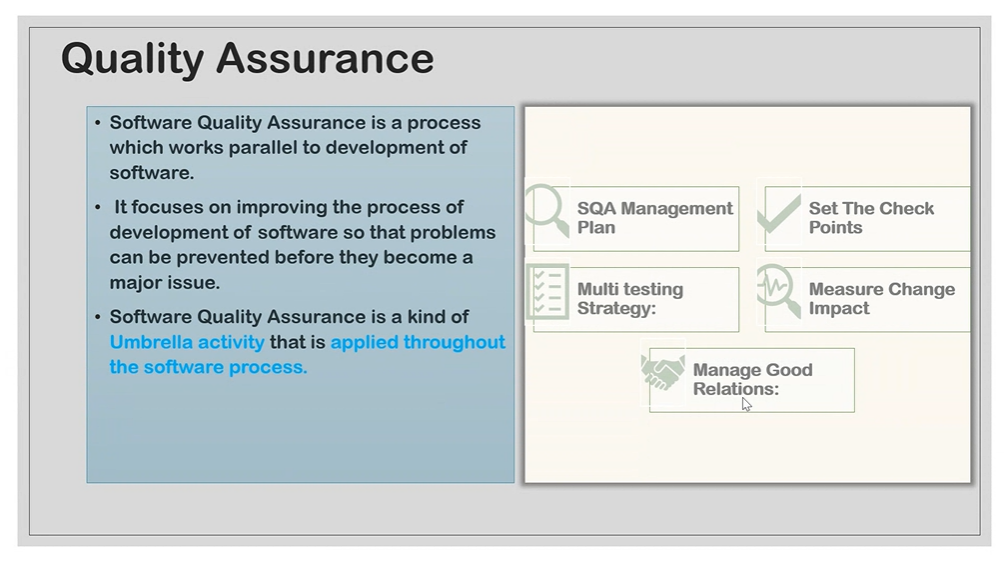 Quality Assurance
• Software Quality Assurance is a process
which works parallel to development of
software.
• It focuses on improving the process of
development of software so that problems
can be prevented before they become a
major issue.
• Software Quality Assurance is a kind of
Umbrella activity that is applied throughout
the software process.
SQA Management
Plan
Set The Check
Points
Multi testing
Strategy:
Measure Change
Impact
Manage Good
Relations: